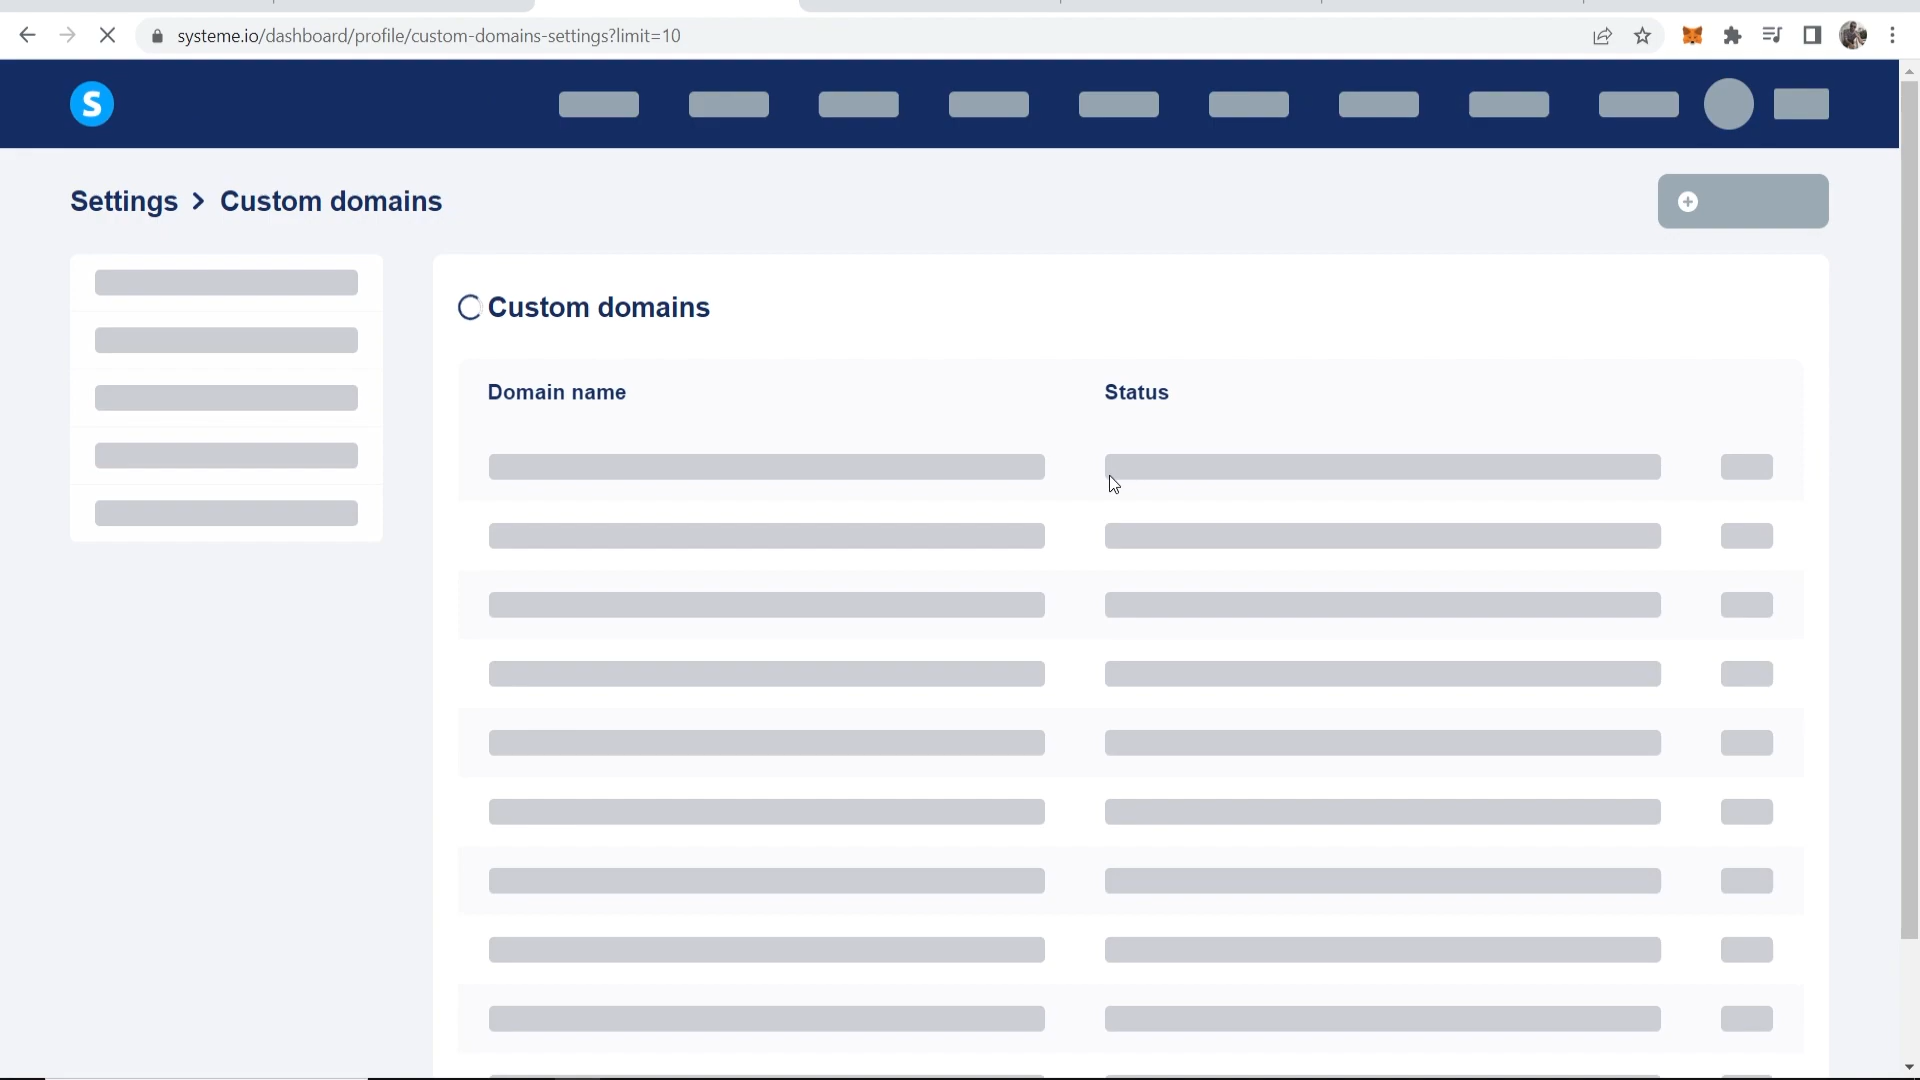 systeme.io/dashboard/profile/custom-domains-settings?limit=10
S
Settings > Custom domains
Custom domains
Domain name Status